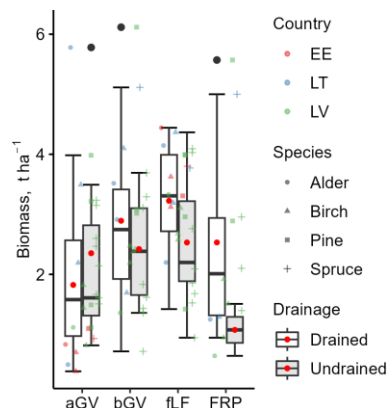 Biomass, t ha⁻¹
6
4
2
aGV bGV fLF FRP
Country
EE
LT
LV
Species
Alder
Birch
Pine
Spruce
Drainage
Drained
Undrained